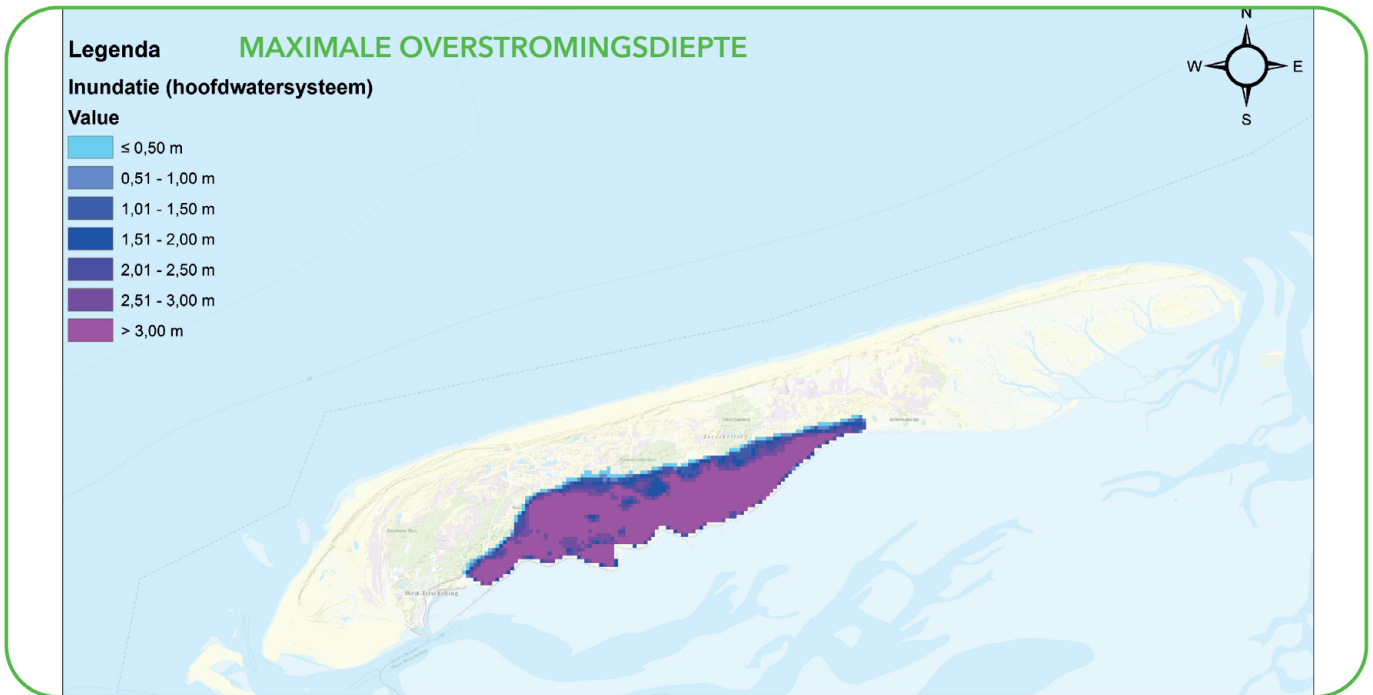 Legenda
MAXIMALE OVERSTROMINGSDIEPTE
Inundatie (hoofdwatersysteem)
Value
≤ 0,50 m
0,51 - 1,00 m
1,01 - 1,50 m
1,51 - 2,00 m
2,01 - 2,50 m
2,51 - 3,00 m
> 3,00 m
N
W
E
S
Terschelling
West-Terschelling